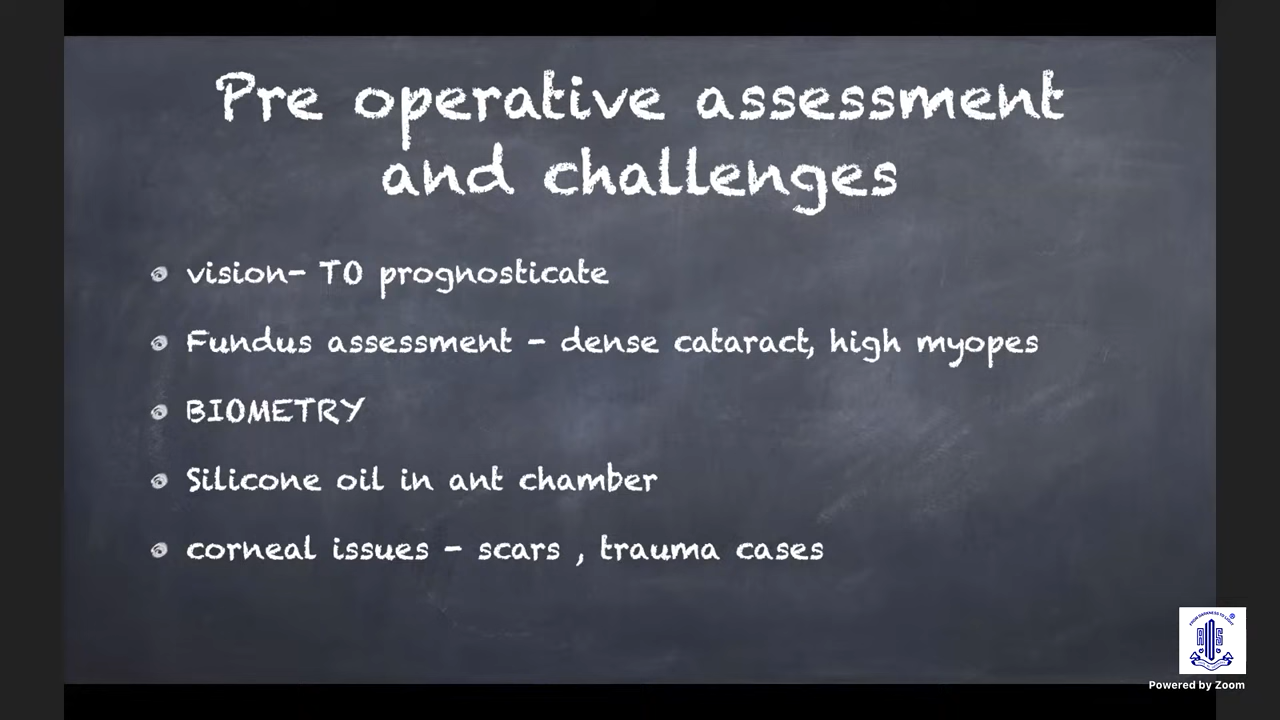 Pre operative assessment
and challenges
vision- TO prognosticate
Fundus assessment - dense cataract, high myopes
BIOMETRY
Silicone oil in ant chamber
corneal issues - scars , trauma cases
Powered by Zoom